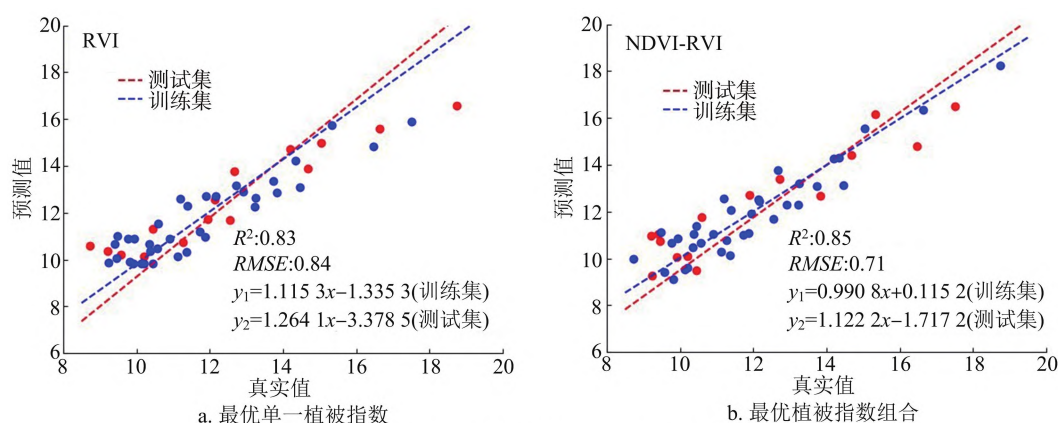 RVI
测试集
训练集
预测值
20
18
16
14
12
10
8
6
R²:0.83
RMSE:0.84
y₁=1.115 3x−1.335 3(训练集)
y₂=1.264 1x−3.378 5(测试集)
8 10 12 14 16 18 20
真实值
a. 最优单一植被指数
NDVI-RVI
测试集
训练集
预测值
20
18
16
14
12
10
8
6
R²:0.85
RMSE:0.71
y₁=0.990 8x+0.115 2(训练集)
y₂=1.122 2x−1.717 2(测试集)
8 10 12 14 16 18 20
真实值
b. 最优植被指数组合